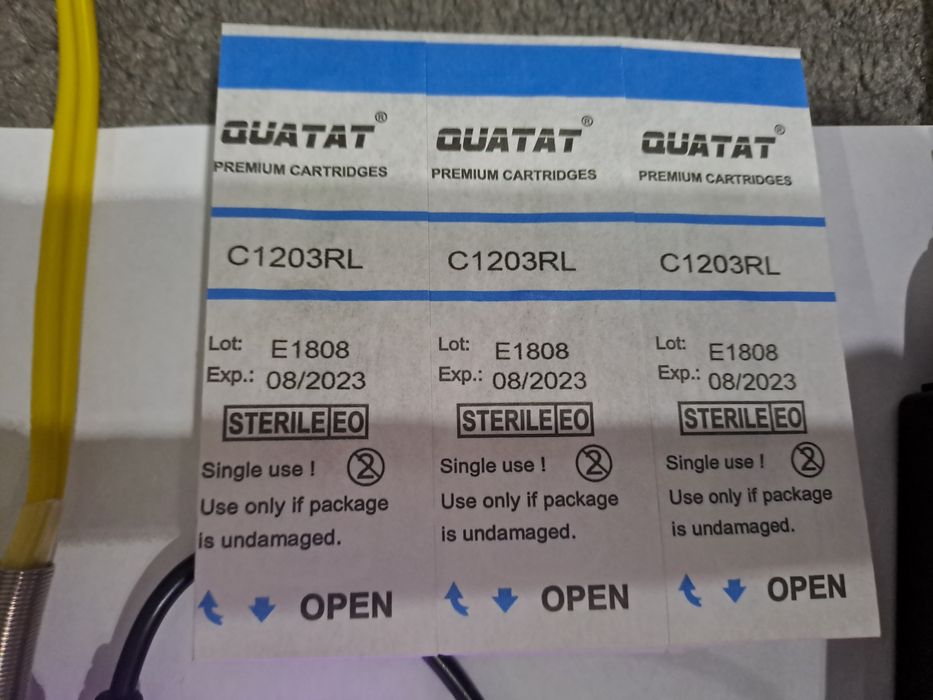 QUATAT®
PREMIUM CARTRIDGES
C1203RL
Lot: E1808
Exp.: 08/2023
STERILE EO
Single use ! 2
Use only if package
is undamaged.
OPEN
QUATAT®
PREMIUM CARTRIDGES
C1203RL
Lot: E1808
Exp.: 08/2023
STERILE EO
Single use ! 2
Use only if package
is undamaged.
OPEN
QUATAT®
PREMIUM CARTRIDGES
C1203RL
Lot: E1808
Exp.: 08/2023
STERILE EO
Single use ! 2
Use only if package
is undamaged.
OPEN